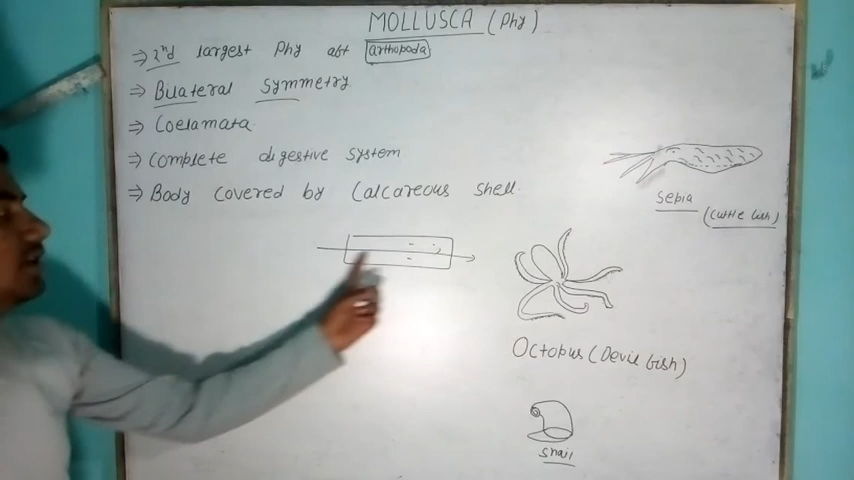 MOLLUSCA (Phy)
⇒ 2nd largest Phy aft arthopoda
⇒ Bilateral Symmetry
⇒ Coelamata
⇒ Complete digestive system
⇒ Body covered by Calcareous shell.
Sepia
(Cuttle fish)
Octopus (Devil fish)
Snail